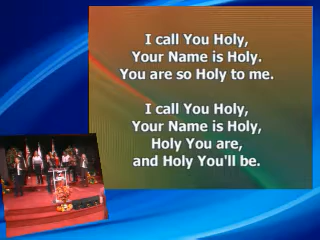 I call You Holy,
Your Name is Holy.
You are so Holy to me.
I call You Holy,
Your Name is Holy,
Holy You are,
and Holy You'll be.